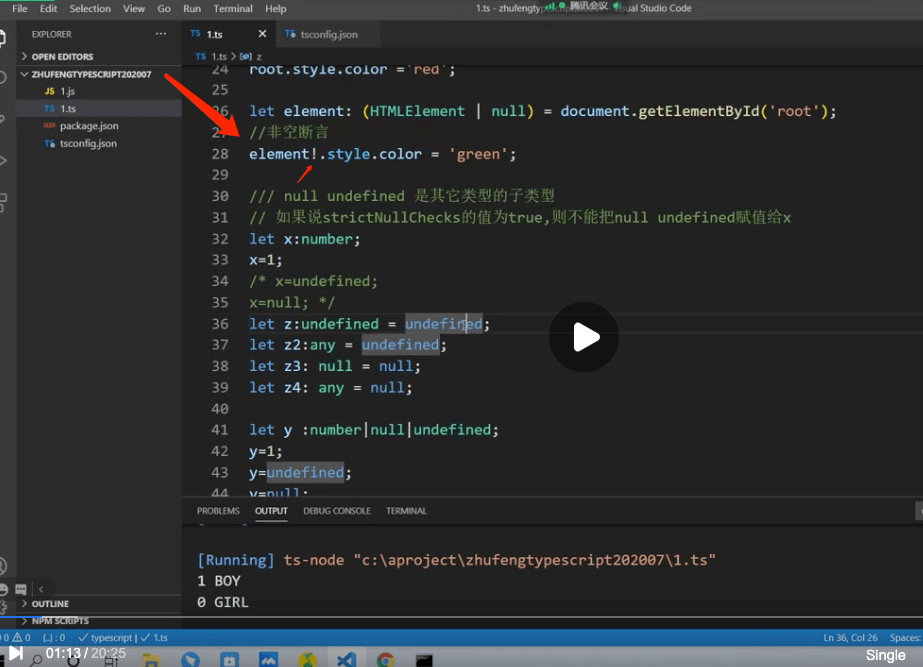 File Edit Selection View Go Run Terminal Help
1.ts - zhufengty 腾讯会议 isual Studio Code
EXPLORER ···
OPEN EDITORS
ZHUFENGTYPESCRIPT202007
JS 1.js
TS 1.ts
package.json
tsconfig.json
OUTLINE
NPM SCRIPTS
TS 1.ts × tsconfig.json
TS 1.ts > z
24 root.style.color ='red';
25
26 let element: (HTMLElement | null) = document.getElementById('root');
27 //非空断言
28 element!.style.color = 'green';
29
30 /// null undefined 是其它类型的子类型
31 // 如果说strictNullChecks的值为true,则不能把null undefined赋值给x
32 let x:number;
33 x=1;
34 /* x=undefined;
35 x=null; */
36 let z:undefined = undefined;
37 let z2:any = undefined;
38 let z3: null = null;
39 let z4: any = null;
40
41 let y :number|null|undefined;
42 y=1;
43 y=undefined;
44 y=null;
PROBLEMS OUTPUT DEBUG CONSOLE TERMINAL
[Running] ts-node "c:\aproject\zhufengtypescript202007\1.ts"
1 BOY
0 GIRL
0 0 {..} : 0 typescript | 1.ts Ln 36, Col 26 Spaces:
01:13 / 20:25 Single